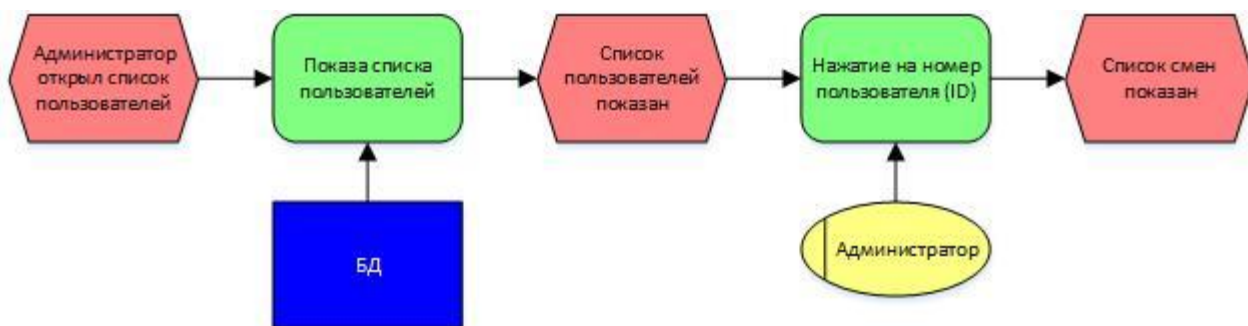 Администратор
открыл список
пользователей
Показа списка
пользователей
Список
пользователей
показан
Нажатие на номер
пользователя (ID)
Список смен
показан
БД
Администратор